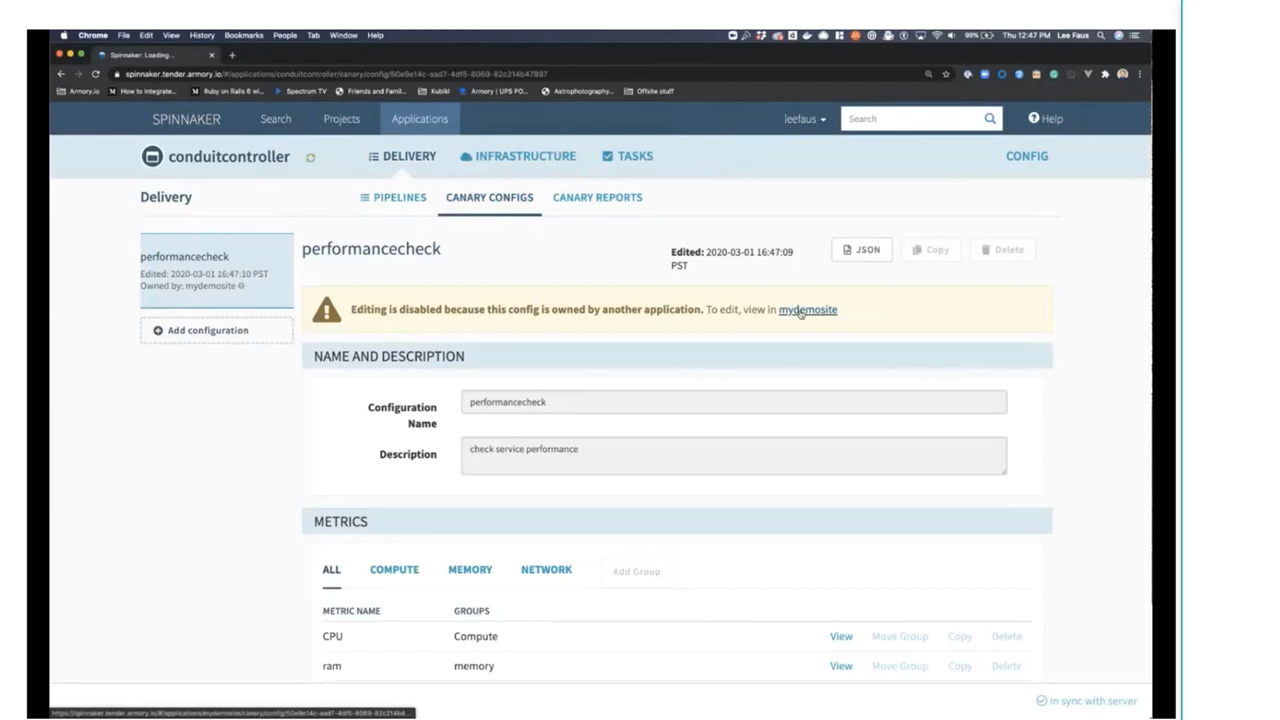 Chrome File Edit View History Bookmarks People Tab Window Help 99% Thu 12:47 PM Lee Faus
Spinnaker: Loading...
spinnaker.tender.armory.io/#/applications/conduitcontroller/canary/config/50e9e14c-aad7-4df5-8069-82c214b47897
Armory.io How to Integrate... Ruby on Rails 6 wi... Spectrum TV Friends and Famil... Kubikl Armory | UPS PO... Astrophotography... Offsite stuff
SPINNAKER Search Projects Applications leefaus Search Help
conduitcontroller DELIVERY INFRASTRUCTURE TASKS CONFIG
Delivery PIPELINES CANARY CONFIGS CANARY REPORTS
performancecheck
Edited: 2020-03-01 16:47:10 PST
Owned by: mydemosite
Add configuration
performancecheck
Edited: 2020-03-01 16:47:09
PST
JSON Copy Delete
Editing is disabled because this config is owned by another application. To edit, view in mydemosite
NAME AND DESCRIPTION
Configuration Name performancecheck
Description check service performance
METRICS
ALL COMPUTE MEMORY NETWORK Add Group
METRIC NAME GROUPS
CPU Compute View Move Group Copy Delete
ram memory View Move Group Copy Delete
In sync with server
https://spinnaker.tender.armory.io/#/applications/mydemosite/canary/config/50e9e14c-aad7-4df5-8069-82c214b4...